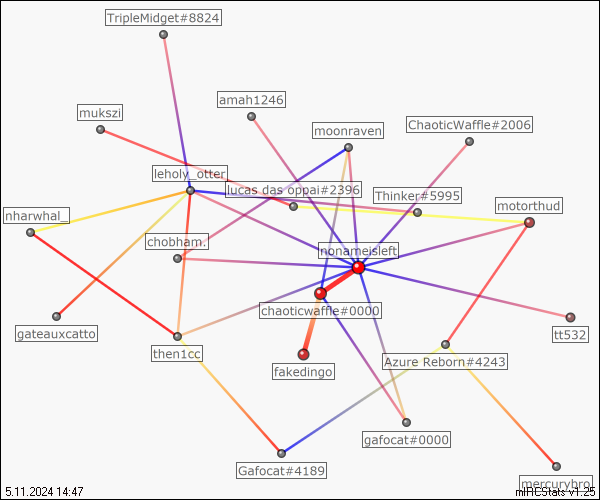 TripleMidget#8824
amah1246
mukszi
moonraven
ChaoticWaffle#2006
leholy_otter
lucas das oppai#2396
Thinker#5995
motorthud
nharwhal_
chobham.
nonameisleft
chaoticwaffle#0000
gateauxcatto
then1cc
fakedingo
Azure Reborn#4243
tt532
gafocat#0000
Gafocat#4189
mercurybro
5.11.2024 14:47
mIRCStats v1.25